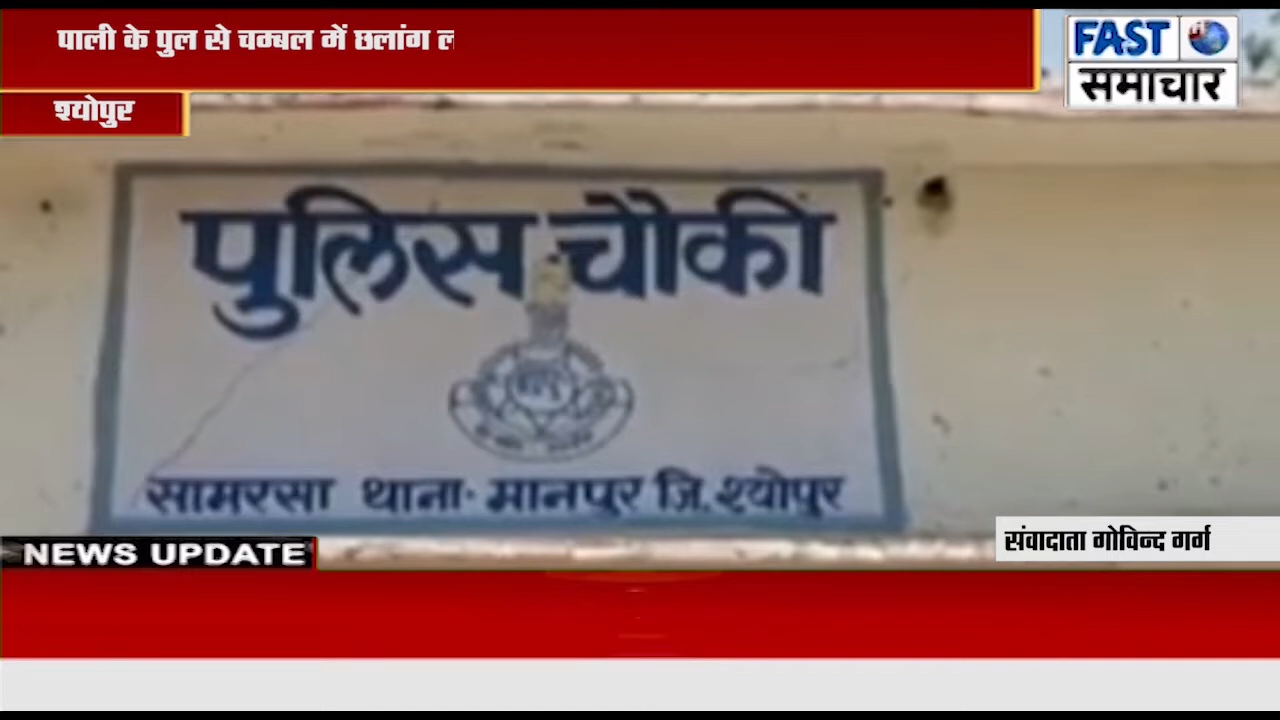 पाली के पुल से चम्बल में छलांग ल
FAST
समाचार
श्योपुर
पुलिस चौकी
सामरसा थाना- मानपुर जि. श्योपुर
संवादाता गोविन्द गर्ग
NEWS UPDATE